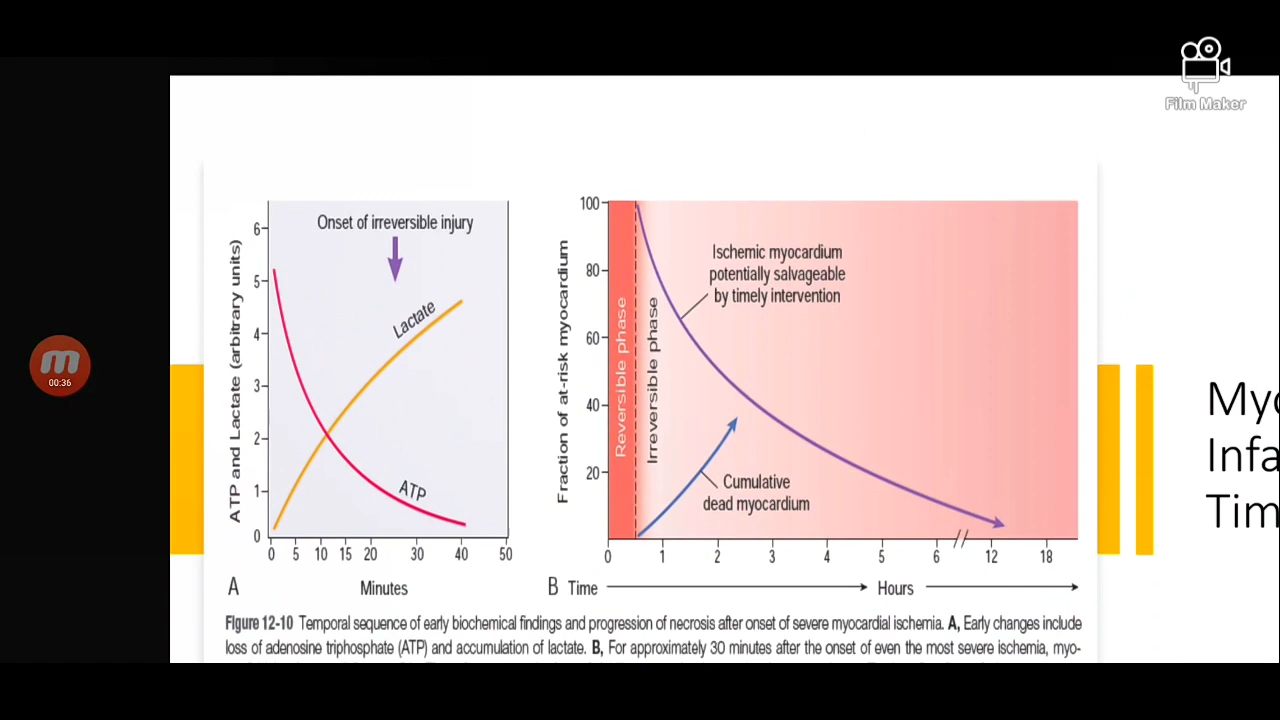 Film Maker
00:36
ATP and Lactate (arbitrary units)
6
5
4
3
2
1
0
Onset of irreversible injury
Lactate
ATP
0 5 10 15 20 30 40 50
A Minutes
Fraction of at-risk myocardium
100
80
60
40
20
Reversible phase
Irreversible phase
Ischemic myocardium
potentially salvageable
by timely intervention
Cumulative
dead myocardium
0 1 2 3 4 5 6 12 18
B Time Hours
Figure 12-10 Temporal sequence of early biochemical findings and progression of necrosis after onset of severe myocardial ischemia. A, Early changes include
loss of adenosine triphosphate (ATP) and accumulation of lactate. B, For approximately 30 minutes after the onset of even the most severe ischemia, myo-
Infa
Tim